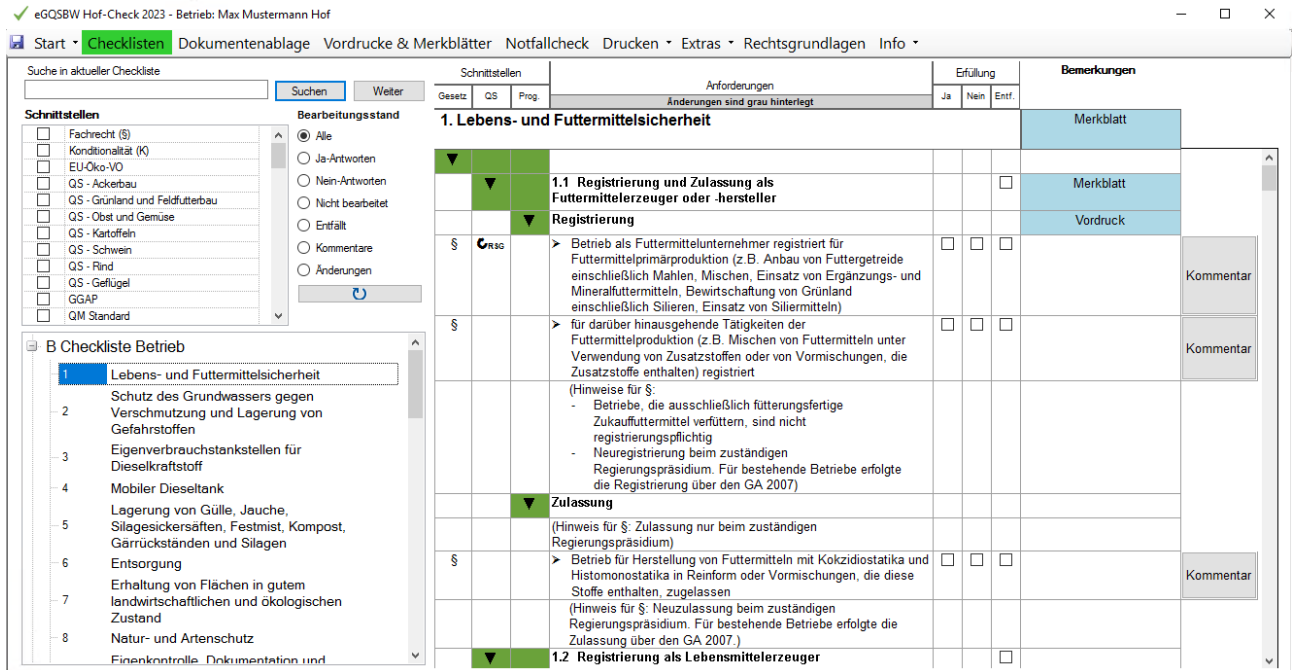 eGQSBW Hof-Check 2023 - Betrieb: Max Mustermann Hof
Start Checklisten Dokumentenablage Vordrucke & Merkblätter Notfallcheck Drucken Extras Rechtsgrundlagen Info
Suche in aktueller Checkliste
Suchen Weiter
Schnittstellen
Fachrecht (§)
Konditionalität (K)
EU-Öko-VO
QS - Ackerbau
QS - Grünland und Feldfutterbau
QS - Obst und Gemüse
QS - Kartoffeln
QS - Schwein
QS - Rind
QS - Geflügel
GGAP
QM Standard
Bearbeitungsstand
Alle
Ja-Antworten
Nein-Antworten
Nicht bearbeitet
Entfällt
Kommentare
Änderungen
B Checkliste Betrieb
1 Lebens- und Futtermittelsicherheit
Schutz des Grundwassers gegen
2 Verschmutzung und Lagerung von
Gefahrstoffen
3 Eigenverbrauchstankstellen für
Dieselkraftstoff
4 Mobiler Dieseltank
Lagerung von Gülle, Jauche,
5 Silagesickersäften, Festmist, Kompost,
Gärrückständen und Silagen
6 Entsorgung
Erhaltung von Flächen in gutem
7 landwirtschaftlichen und ökologischen
Zustand
8 Natur- und Artenschutz
Eigenkontrolle, Dokumentation und
Schnittstellen Anforderungen Erfüllung Bemerkungen
Gesetz QS Prog. Änderungen sind grau hinterlegt Ja Nein Entf.
1. Lebens- und Futtermittelsicherheit Merkblatt
1.1 Registrierung und Zulassung als Merkblatt
Futtermittelerzeuger oder -hersteller
Registrierung Vordruck
§ RSG ➢ Betrieb als Futtermittelunternehmer registriert für
Futtermittelprimärproduktion (z.B. Anbau von Futtergetreide
einschließlich Mahlen, Mischen, Einsatz von Ergänzungs- und
Mineralfuttermitteln, Bewirtschaftung von Grünland
einschließlich Silieren, Einsatz von Siliermitteln)
Kommentar
§ ➢ für darüber hinausgehende Tätigkeiten der
Futtermittelproduktion (z.B. Mischen von Futtermitteln unter
Verwendung von Zusatzstoffen oder von Vormischungen, die
Zusatzstoffe enthalten) registriert
Kommentar
(Hinweise für §:
- Betriebe, die ausschließlich fütterungsfertige
Zukauffuttermittel verfüttern, sind nicht
registrierungspflichtig
- Neuregistrierung beim zuständigen
Regierungspräsidium. Für bestehende Betriebe erfolgte
die Registrierung über den GA 2007)
Zulassung
(Hinweis für §: Zulassung nur beim zuständigen
Regierungspräsidium)
§ ➢ Betrieb für Herstellung von Futtermitteln mit Kokzidiostatika und
Histomonostatika in Reinform oder Vormischungen, die diese
Stoffe enthalten, zugelassen
Kommentar
(Hinweis für §: Neuzulassung beim zuständigen
Regierungspräsidium. Für bestehende Betriebe erfolgte die
Zulassung über den GA 2007.)
1.2 Registrierung als Lebensmittelerzeuger